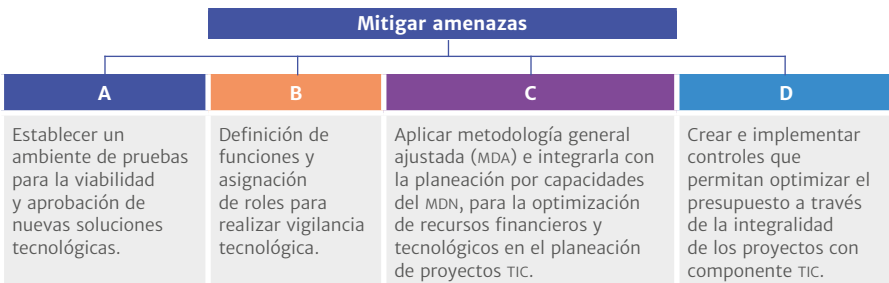 Mitigar amenazas
A
B
C
D
Establecer un
ambiente de pruebas
para la viabilidad
y aprobación de
nuevas soluciones
tecnológicas.
Definición de
funciones y
asignación
de roles para
realizar vigilancia
tecnológica.
Aplicar metodología general
ajustada (MDA) e integrarla con
la planeación por capacidades
del MDN, para la optimización
de recursos financieros y
tecnológicos en el planeación
de proyectos TIC.
Crear e implementar
controles que
permitan optimizar el
presupuesto a través
de la integralidad
de los proyectos con
componente TIC.